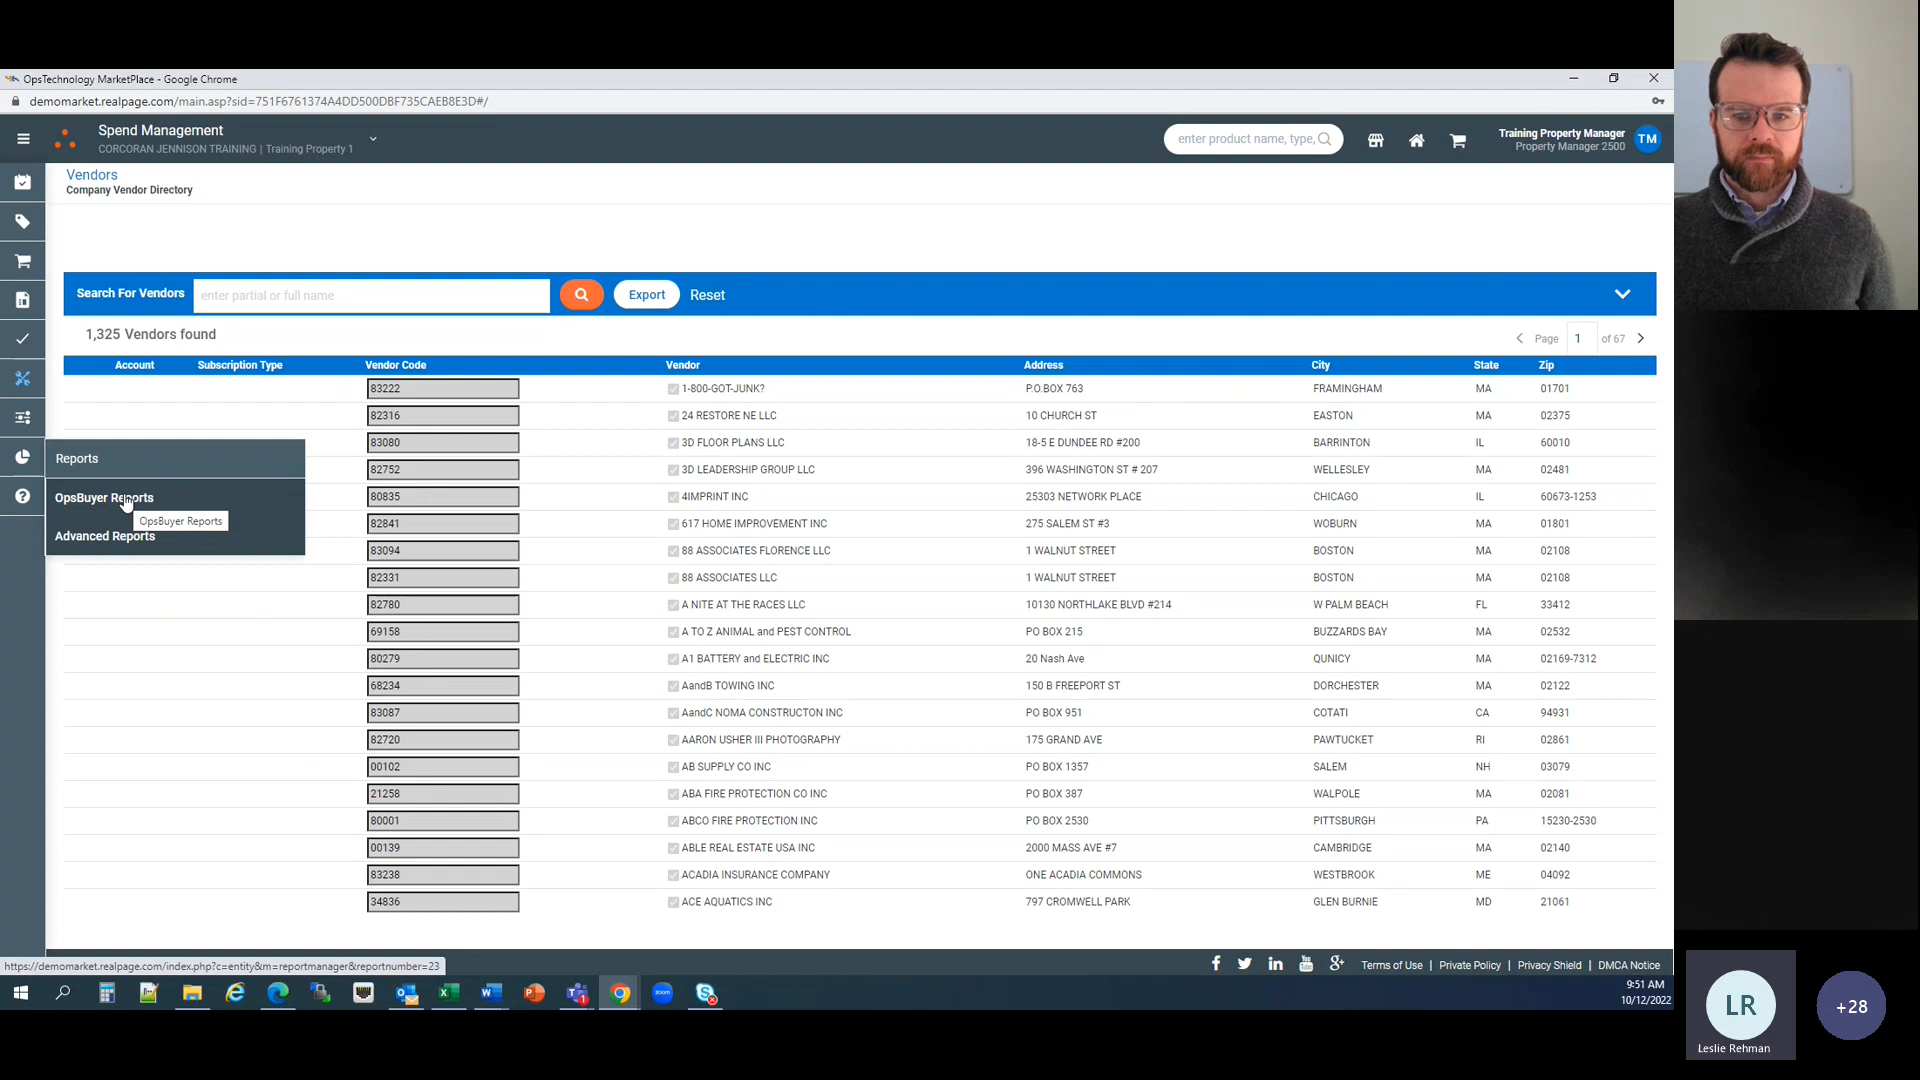 OpsTechnology MarketPlace - Google Chrome
demomarket.realpage.com/main.asp?sid=751F6761374A4DD500DBF735CAEB8E3D#/
Spend Management
CORCORAN JENNISON TRAINING | Training Property 1
enter product name, type,
Training Property Manager
Property Manager 2500
TM
Vendors
Company Vendor Directory
Search For Vendors enter partial or full name Export Reset
1,325 Vendors found
Page 1 of 67
Account Subscription Type Vendor Code Vendor Address City State Zip
83222 1-800-GOT-JUNK? P.O.BOX 763 FRAMINGHAM MA 01701
82316 24 RESTORE NE LLC 10 CHURCH ST EASTON MA 02375
83080 3D FLOOR PLANS LLC 18-5 E DUNDEE RD #200 BARRINTON IL 60010
82752 3D LEADERSHIP GROUP LLC 396 WASHINGTON ST # 207 WELLESLEY MA 02481
80835 4IMPRINT INC 25303 NETWORK PLACE CHICAGO IL 60673-1253
82841 617 HOME IMPROVEMENT INC 275 SALEM ST #3 WOBURN MA 01801
83094 88 ASSOCIATES FLORENCE LLC 1 WALNUT STREET BOSTON MA 02108
82331 88 ASSOCIATES LLC 1 WALNUT STREET BOSTON MA 02108
82780 A NITE AT THE RACES LLC 10130 NORTHLAKE BLVD #214 W PALM BEACH FL 33412
69158 A TO Z ANIMAL and PEST CONTROL PO BOX 215 BUZZARDS BAY MA 02532
80279 A1 BATTERY and ELECTRIC INC 20 Nash Ave QUNICY MA 02169-7312
68234 AandB TOWING INC 150 B FREEPORT ST DORCHESTER MA 02122
83087 AandC NOMA CONSTRUCTON INC PO BOX 951 COTATI CA 94931
82720 AARON USHER III PHOTOGRAPHY 175 GRAND AVE PAWTUCKET RI 02861
00102 AB SUPPLY CO INC PO BOX 1357 SALEM NH 03079
21258 ABA FIRE PROTECTION CO INC PO BOX 387 WALPOLE MA 02081
80001 ABCO FIRE PROTECTION INC PO BOX 2530 PITTSBURGH PA 15230-2530
00139 ABLE REAL ESTATE USA INC 2000 MASS AVE #7 CAMBRIDGE MA 02140
83238 ACADIA INSURANCE COMPANY ONE ACADIA COMMONS WESTBROOK ME 04092
34836 ACE AQUATICS INC 797 CROMWELL PARK GLEN BURNIE MD 21061
Reports
OpsBuyer Reports
OpsBuyer Reports
Advanced Reports
https://demomarket.realpage.com/index.php?c=entity&m=reportmanager&reportnumber=23
Terms of Use | Private Policy | Privacy Shield | DMCA Notice
9:51 AM
10/12/2022
LR
Leslie Rehman
+28